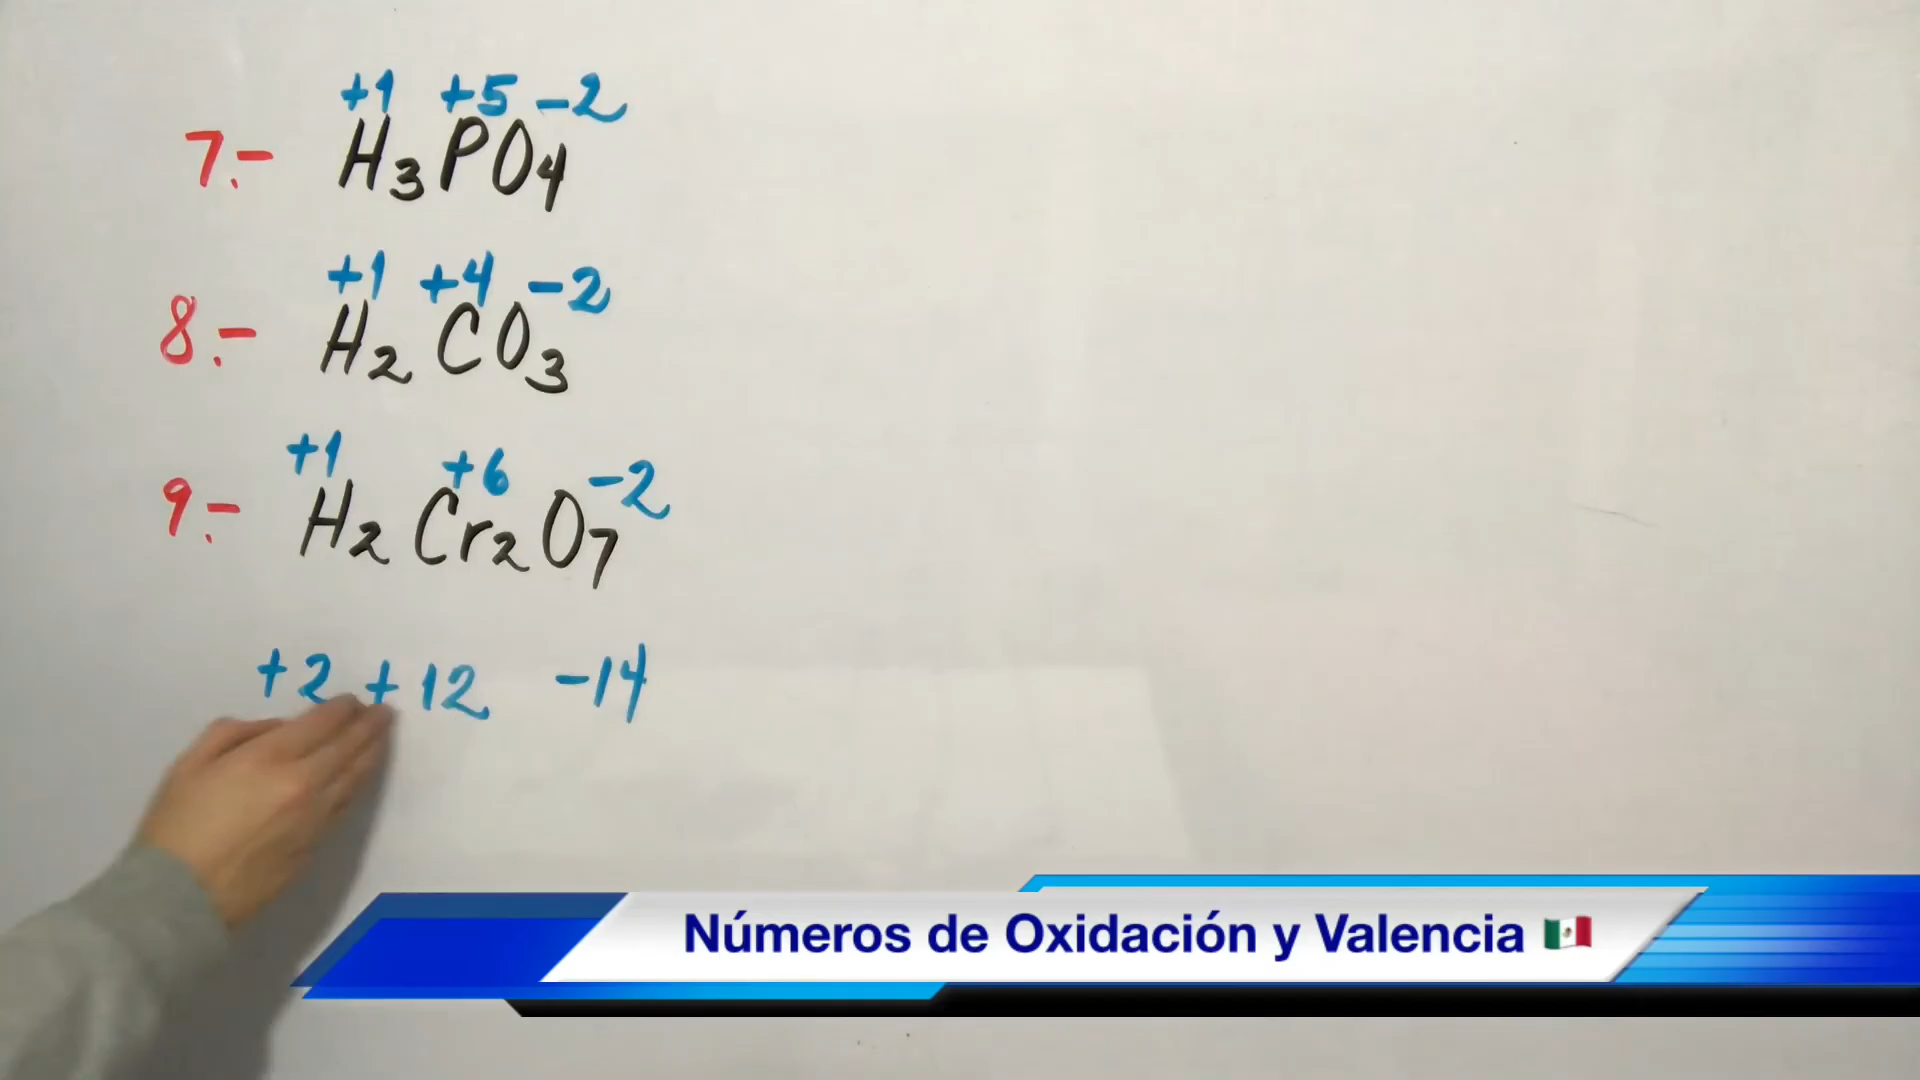 +1 +5 -2
7.- H₃PO₄
+1 +4 -2
8.- H₂CO₃
+1 +6 -2
9.- H₂Cr₂O₇
+2 +12 -14
Números de Oxidación y Valencia 🇲🇽